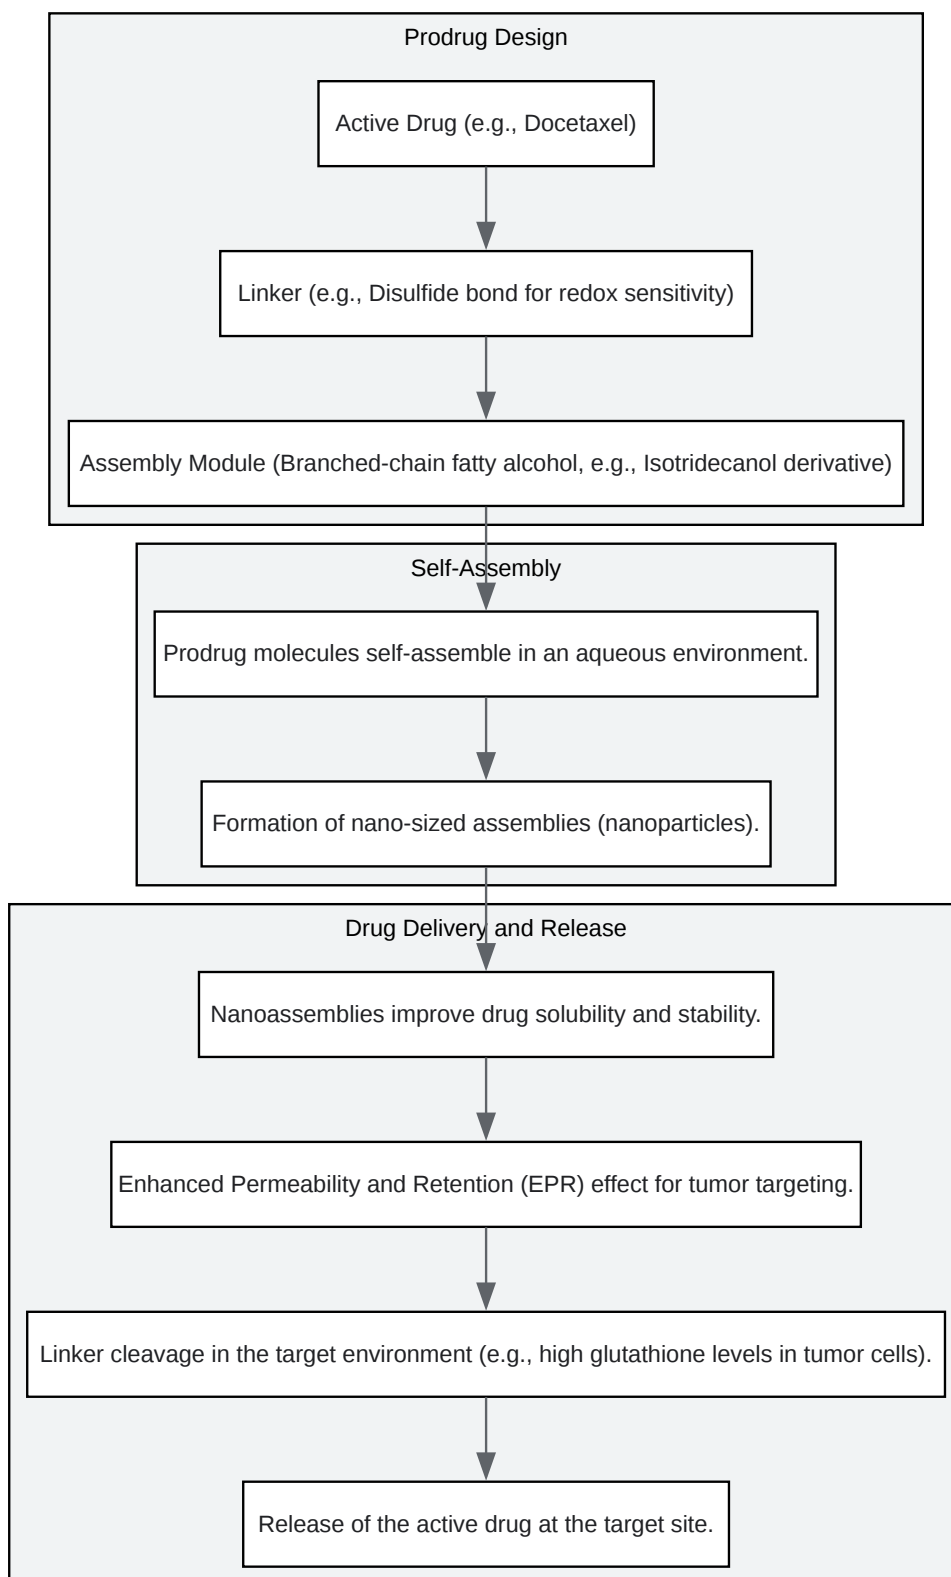 Prodrug Design
Active Drug (e.g., Docetaxel)
Linker (e.g., Disulfide bond for redox sensitivity)
Assembly Module (Branched-chain fatty alcohol, e.g., Isotridecanol derivative)
Self-Assembly
Prodrug molecules self-assemble in an aqueous environment.
Formation of nano-sized assemblies (nanoparticles).
Drug Delivery and Release
Nanoassemblies improve drug solubility and stability.
Enhanced Permeability and Retention (EPR) effect for tumor targeting.
Linker cleavage in the target environment (e.g., high glutathione levels in tumor cells).
Release of the active drug at the target site.